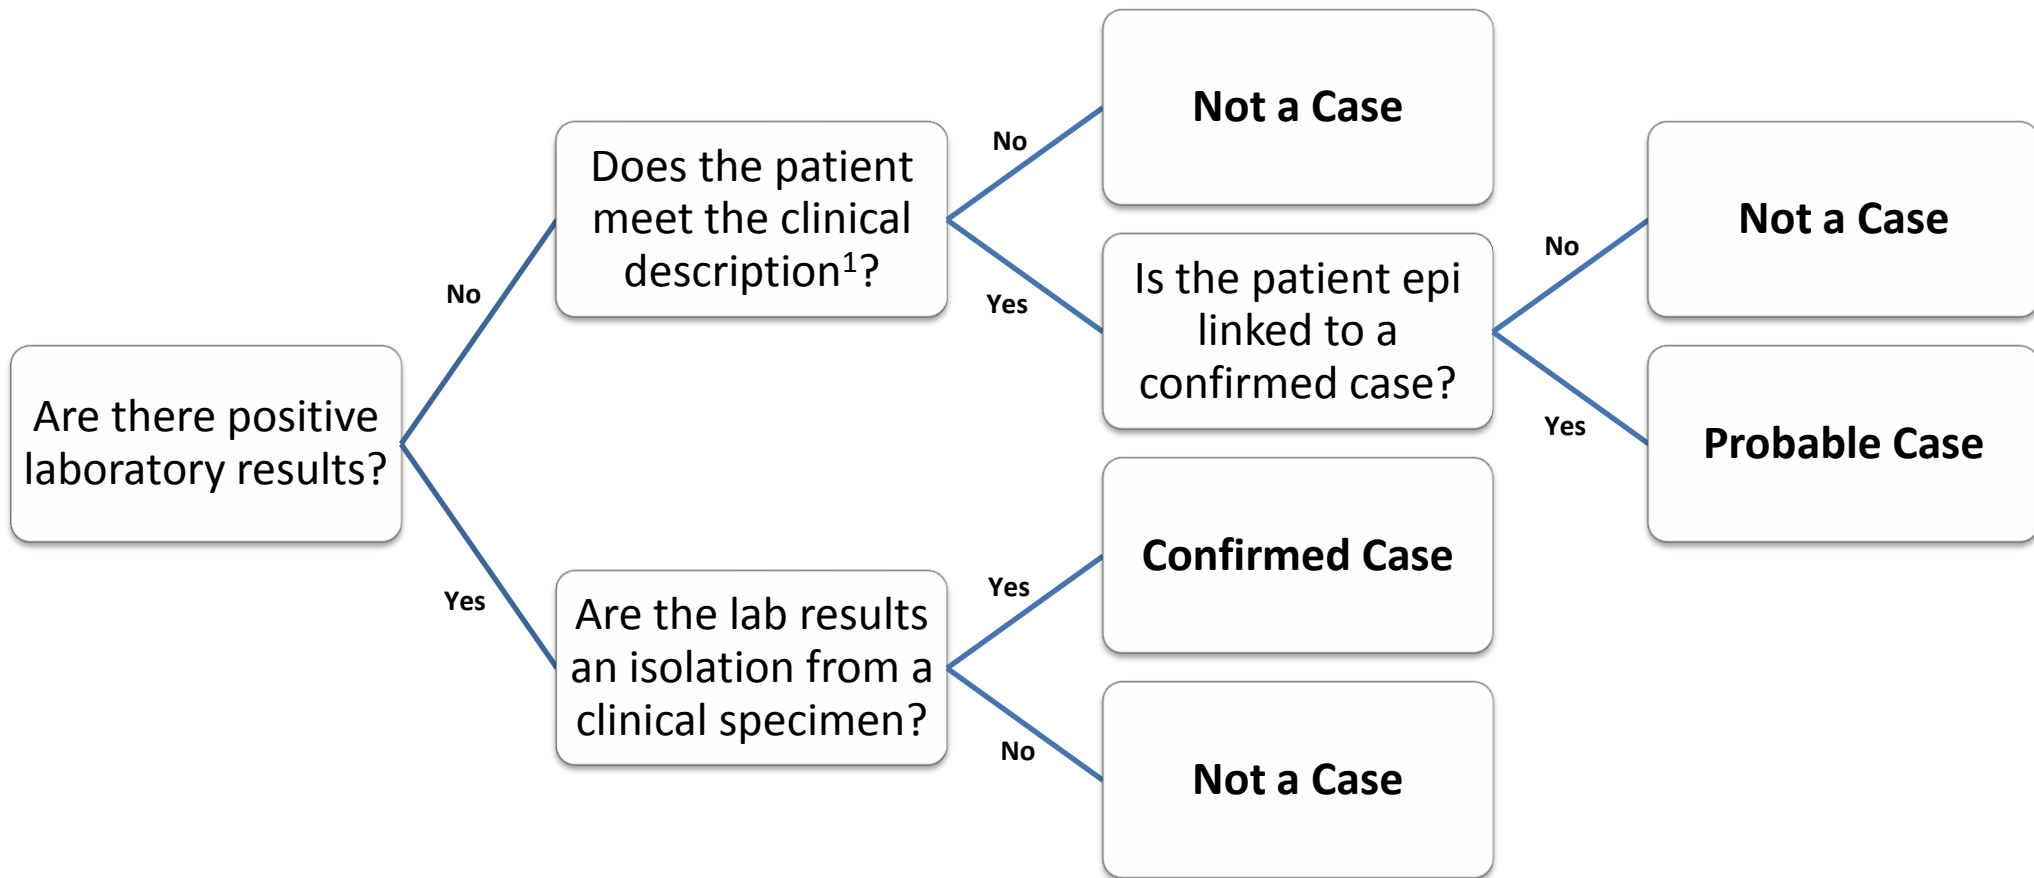 Are there positive
laboratory results?
No
Yes
Does the patient
meet the clinical
description¹?
No
Yes
Not a Case
Is the patient epi
linked to a
confirmed case?
No
Yes
Not a Case
Probable Case
Are the lab results
an isolation from a
clinical specimen?
Yes
No
Confirmed Case
Not a Case